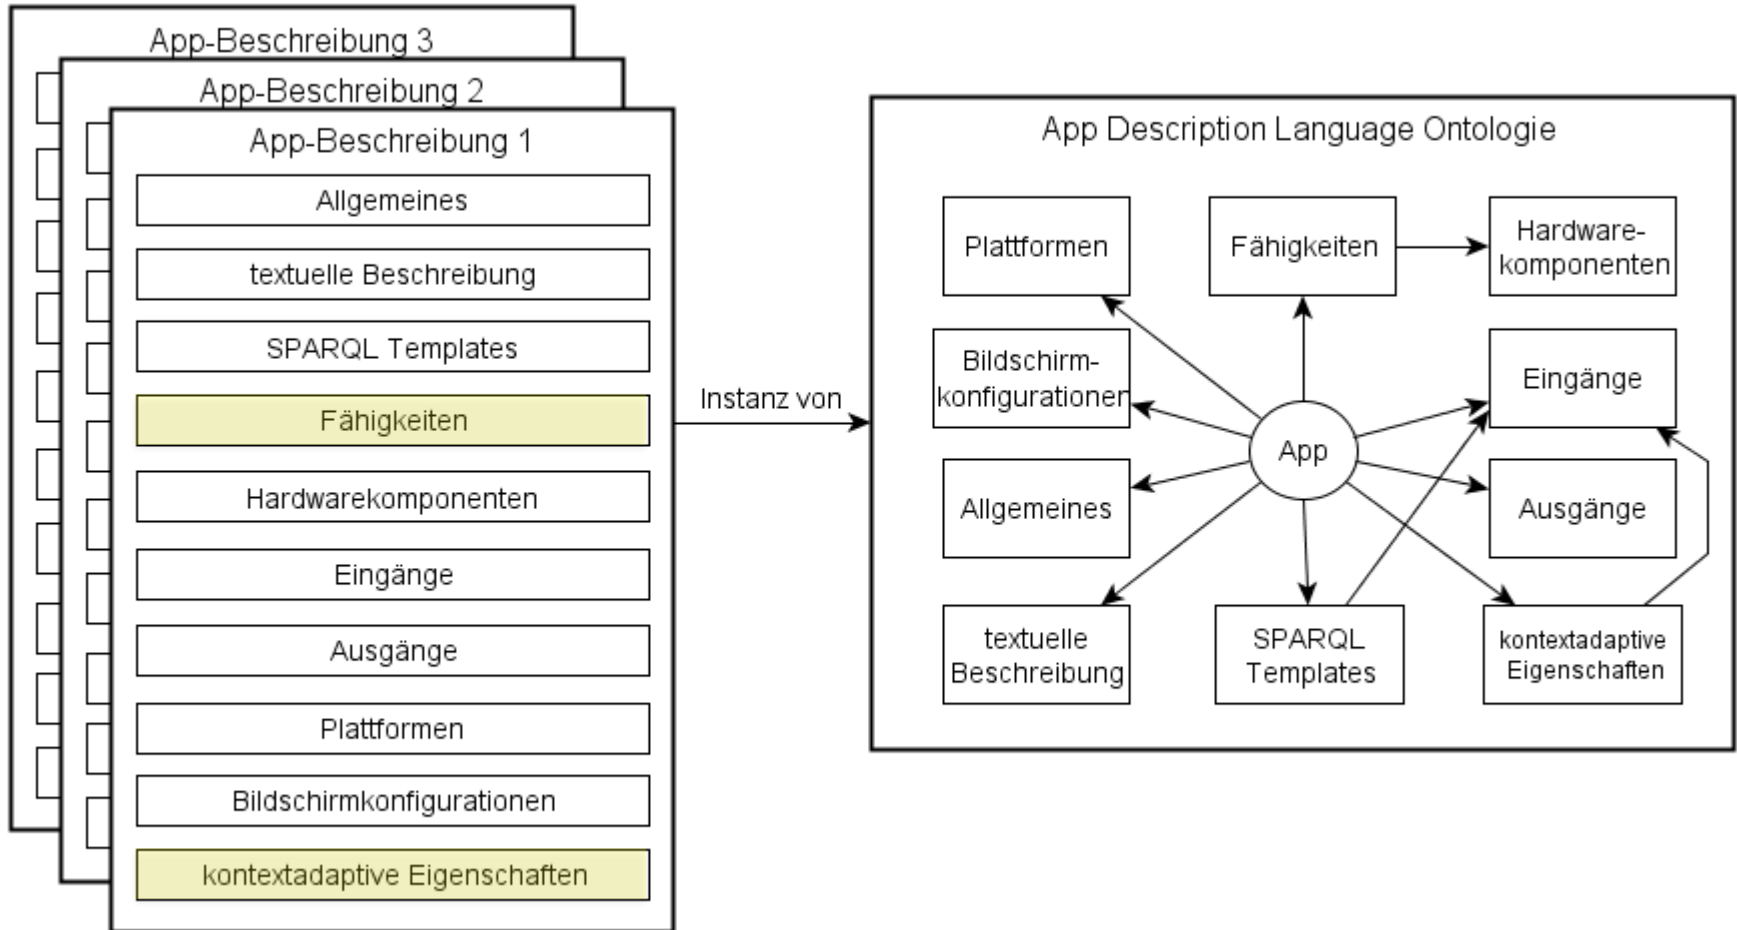 App-Beschreibung 3
App-Beschreibung 2
App-Beschreibung 1
Allgemeines
textuelle Beschreibung
SPARQL Templates
Fähigkeiten
Hardwarekomponenten
Eingänge
Ausgänge
Plattformen
Bildschirmkonfigurationen
kontextadaptive Eigenschaften
Instanz von
App Description Language Ontologie
Plattformen
Fähigkeiten
Hardware-
komponenten
Bildschirm-
konfigurationen
Eingänge
App
Allgemeines
Ausgänge
textuelle
Beschreibung
SPARQL
Templates
kontextadaptive
Eigenschaften